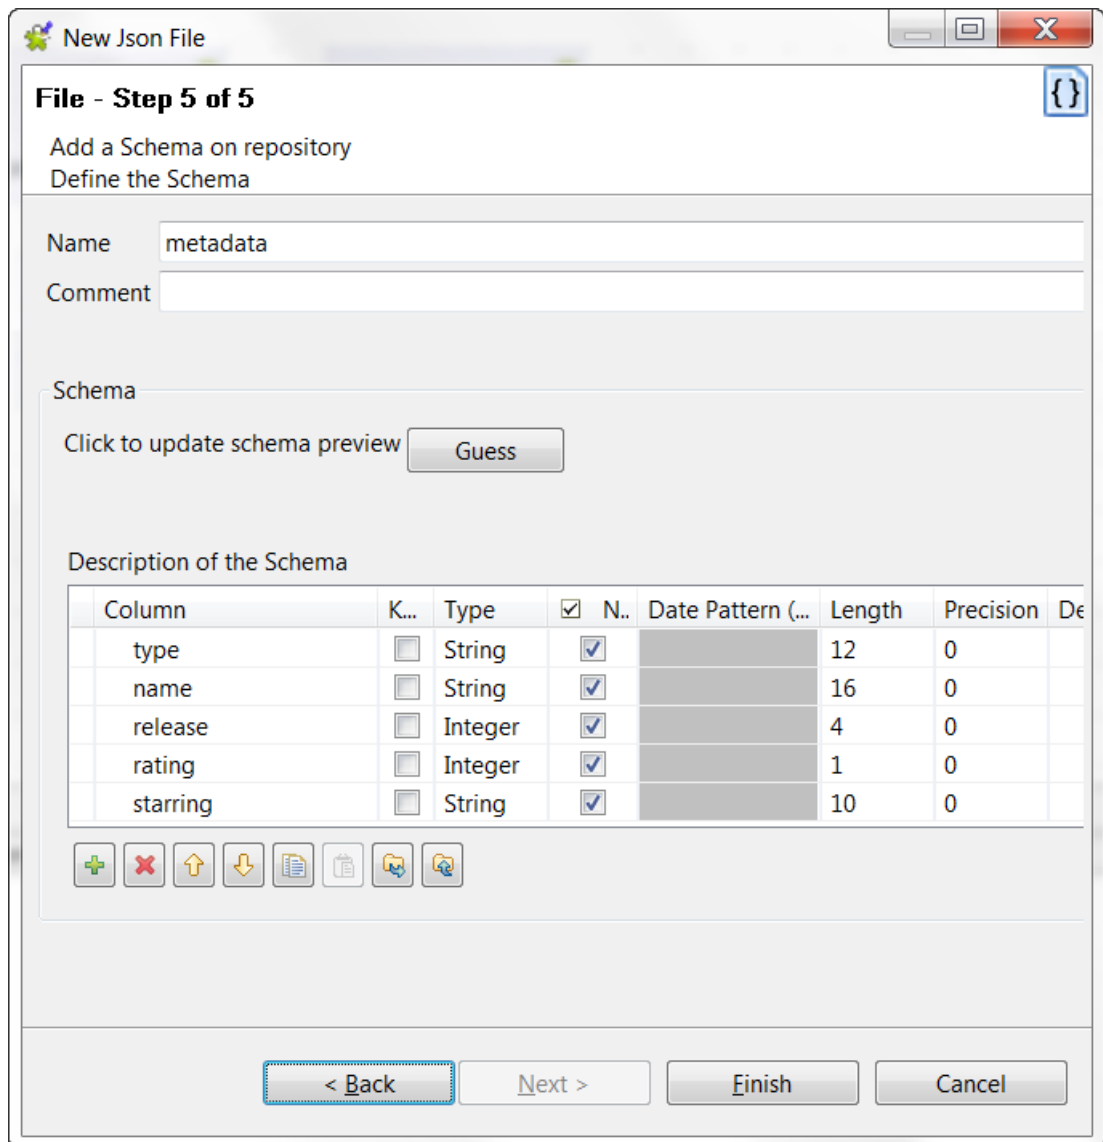 New Json File
File - Step 5 of 5
{}
Add a Schema on repository
Define the Schema
Name metadata
Comment
Schema
Click to update schema preview Guess
Description of the Schema
Column K... Type N.. Date Pattern (... Length Precision De
type String 12 0
name String 16 0
release Integer 4 0
rating Integer 1 0
starring String 10 0
< Back Next > Finish Cancel